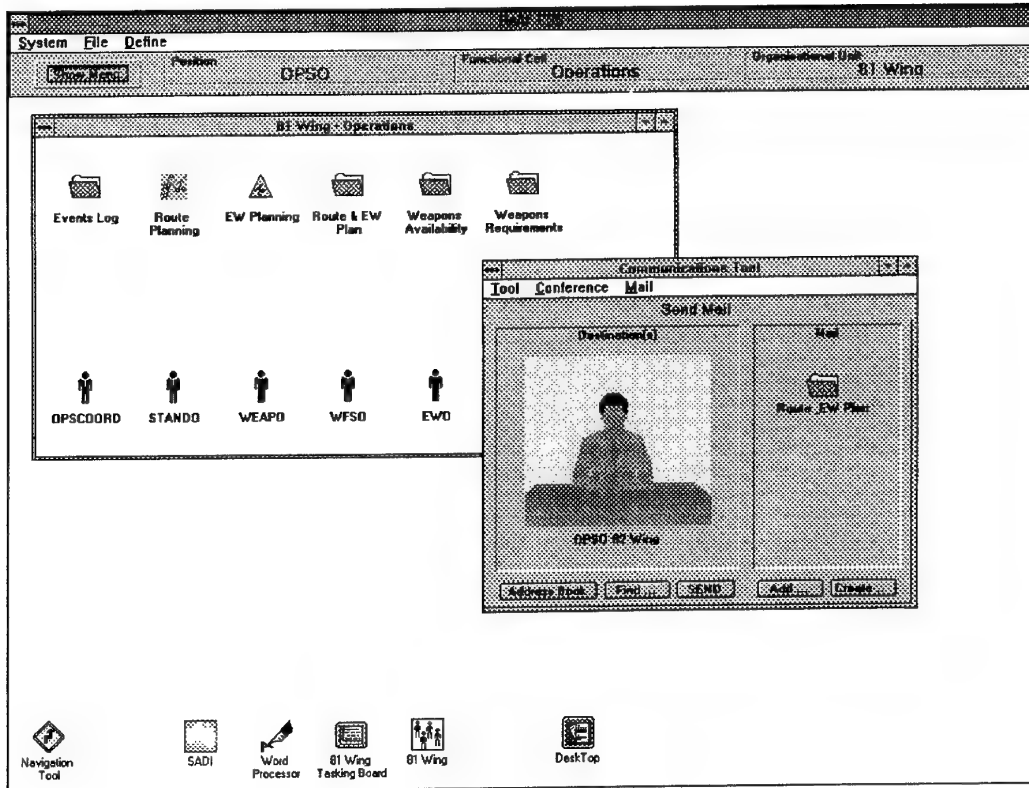 System File Define
Show Menu
Position
OPSO
Functional Cell
Operations
Organisational Unit
81 Wing
81 Wing - Operations
Events Log
Route
Planning
EW Planning
Route & EW
Plan
Weapons
Availability
Weapons
Requirements
OPSCOORD
STANDO
WEAPO
WFSO
EWO
Communications Tool
Tool Conference Mail
Send Mail
Destination(s)
Mail
Route_EW Plan
OPSO 82 Wing
Address Book
Find ...
SEND
Add ...
Create ...
Navigation
Tool
SADI
Word
Processor
81 Wing
Tasking Board
81 Wing
DeskTop